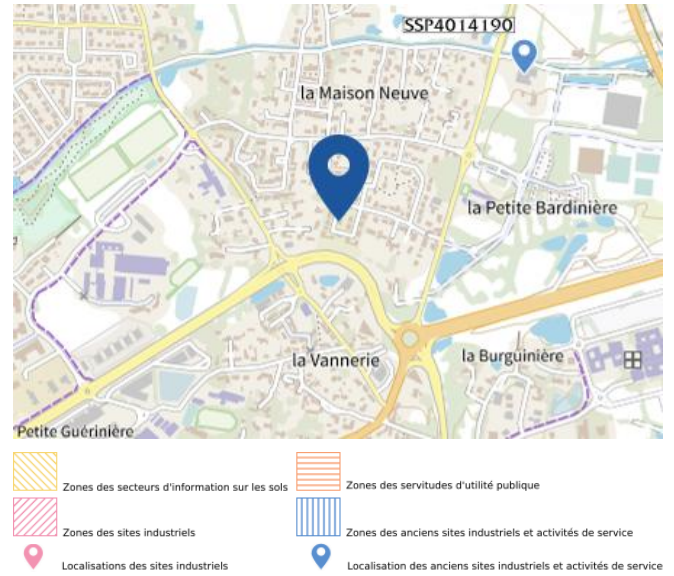 SSP4014190
la Maison Neuve
la Petite Bardinière
la Vannerie
la Burguinière
Petite Guérinière
Zones des secteurs d'information sur les sols
Zones des servitudes d'utilité publique
Zones des sites industriels
Zones des anciens sites industriels et activités de service
Localisations des sites industriels
Localisation des anciens sites industriels et activités de service